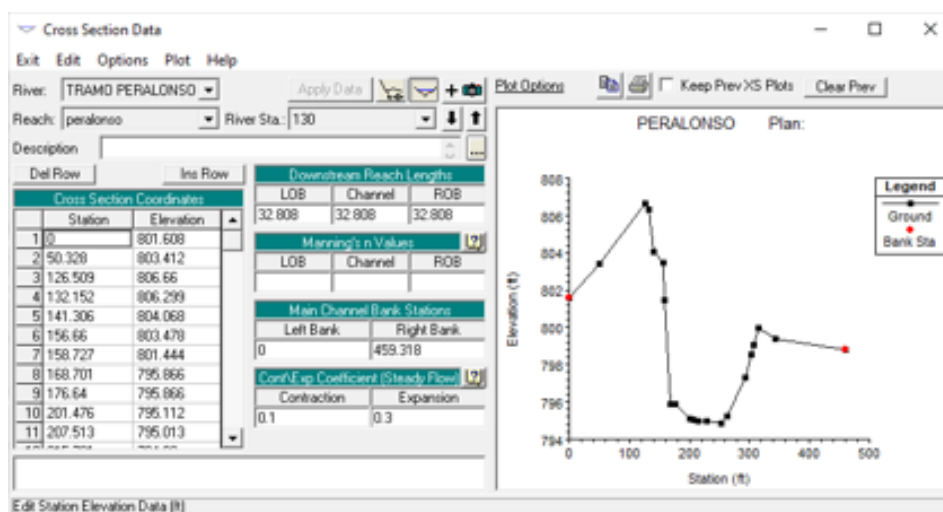 Cross Section Data
Exit Edit Options Plot Help
River: TRAMO PERALONSO Apply Data + Plot Options Keep Prev XS Plots Clear Prev
Reach: peralonso River Sta.: 130
Description ...
Del Row Ins Row
Cross Section Coordinates
Station Elevation
1 0 801.608
2 50.328 803.412
3 126.509 806.66
4 132.152 806.299
5 141.306 804.068
6 156.66 803.478
7 158.727 801.444
8 168.701 795.866
9 176.64 795.866
10 201.476 795.112
11 207.513 795.013
Downstream Reach Lengths
LOB Channel ROB
32.808 32.808 32.808
Manning's n Values ?
LOB Channel ROB
Main Channel Bank Stations
Left Bank Right Bank
0 459.318
Cont\Exp Coefficient (Steady Flow) ?
Contraction Expansion
0.1 0.3
PERALONSO Plan:
Legend
Ground
Bank Sta
Elevation (ft)
808
806
804
802
800
798
796
794
0 100 200 300 400 500
Station (ft)
Edit Station Elevation Data (ft)